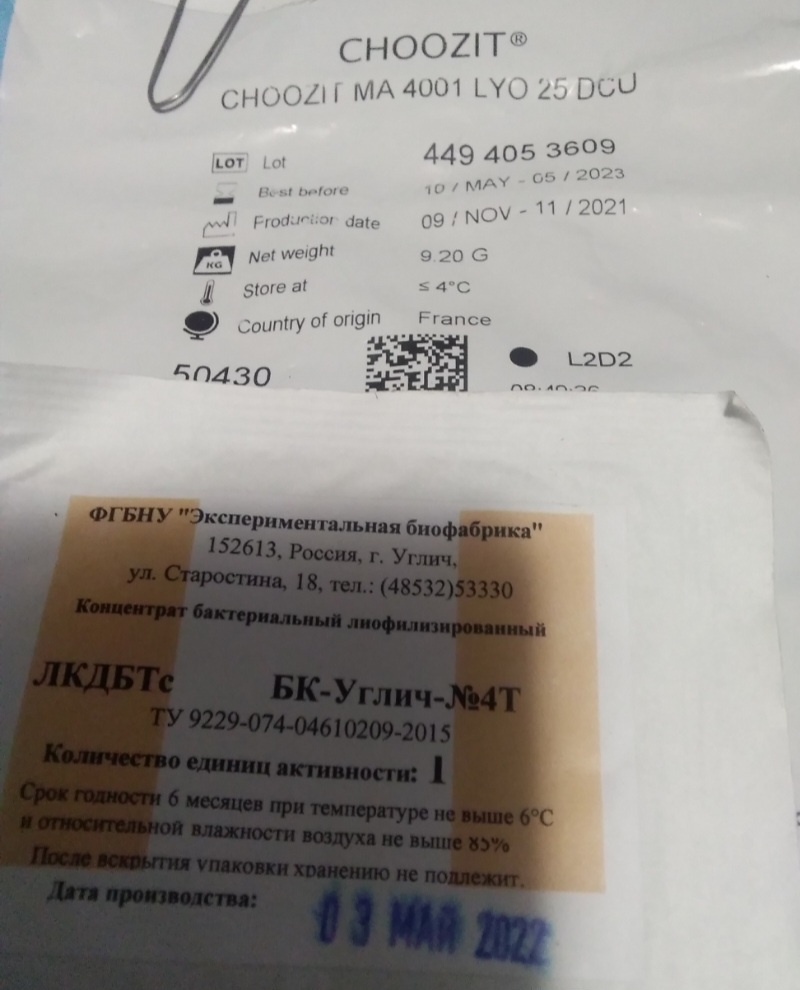 CHOOZIT®
CHOOZIT MA 4001 LYO 25 DCU
LOT Lot 449 405 3609
Best before 10 / MAY - 05 / 2023
Production date 09 / NOV - 11 / 2021
KG Net weight 9.20 G
Store at ≤ 4°C
Country of origin France
50430 L2D2
ФГБНУ "Экспериментальная биофабрика"
152613, Россия, г. Углич,
ул. Старостина, 18, тел.: (48532)53330
Концентрат бактериальный лиофилизированный
ЛКДБТс БК-Углич-№4Т
ТУ 9229-074-04610209-2015
Количество единиц активности: 1
Срок годности 6 месяцев при температуре не выше 6°С
и относительной влажности воздуха не выше 85%
После вскрытия упаковки хранению не подлежит.
Дата производства: 03 МАЙ 2022